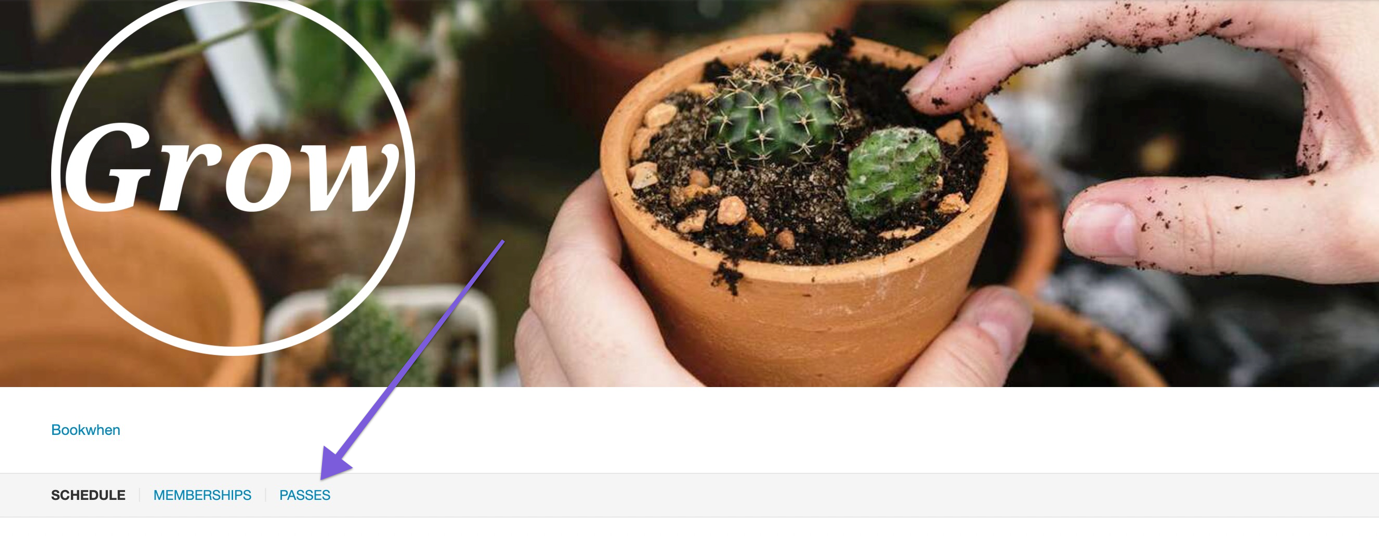 Grow
Bookwhen
SCHEDULE
MEMBERSHIPS
PASSES